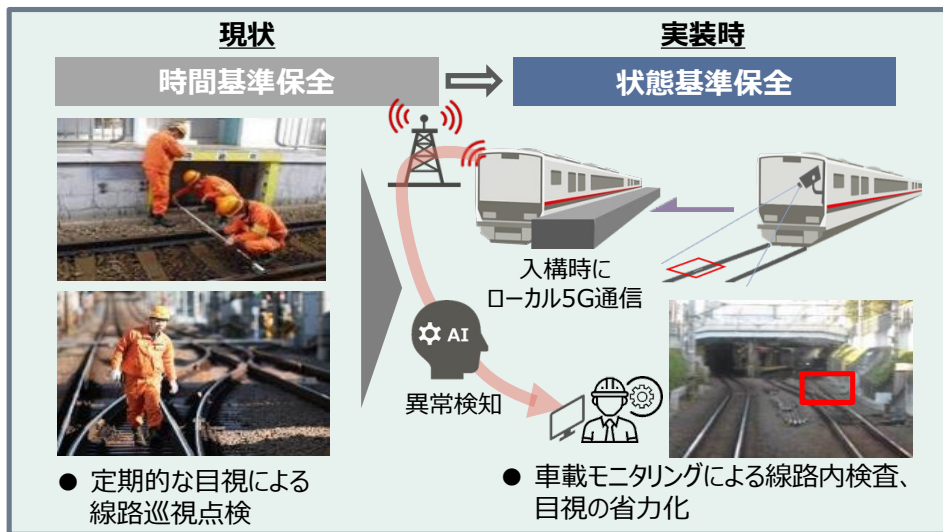 現状
時間基準保全
実装時
状態基準保全
入構時に
ローカル5G通信
AI
異常検知
● 定期的な目視による
線路巡視点検
● 車載モニタリングによる線路内検査、
目視の省力化